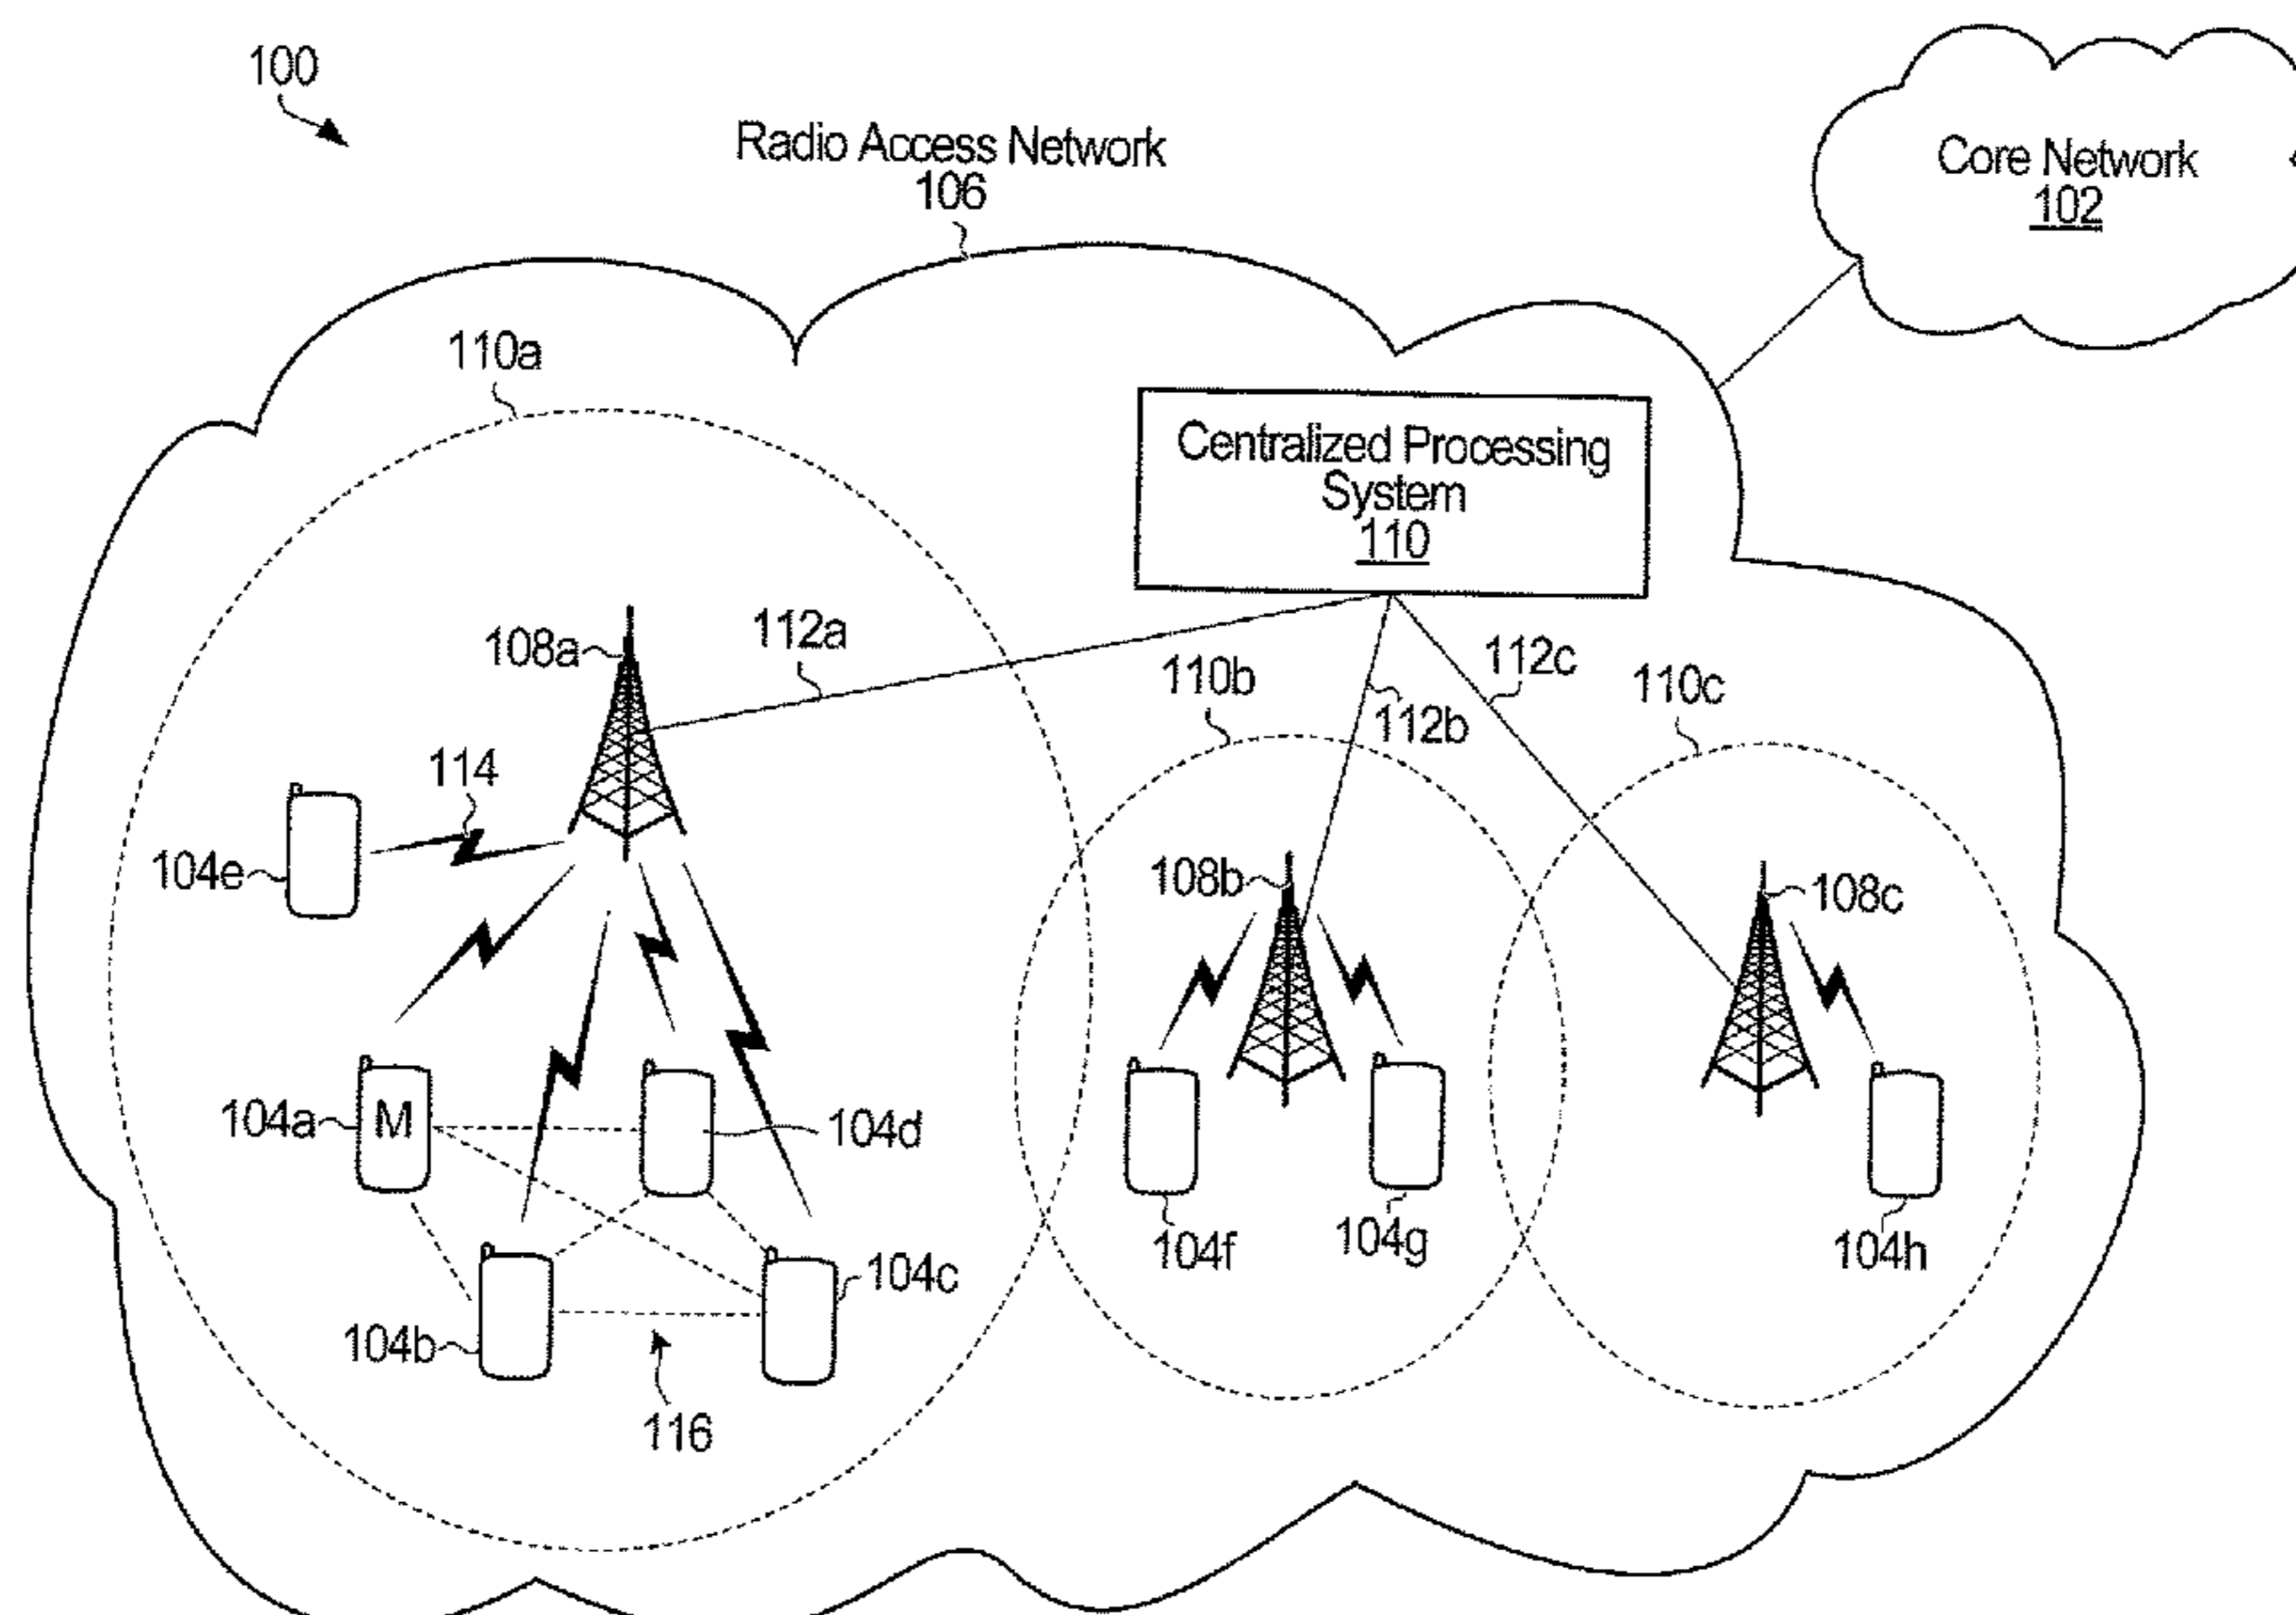 100
Radio Access Network
106
Core Network
102
110a
Centralized Processing
System
110
108a
112a
112c
110b
110c
112b
114
104e
108b
108c
104a
M
104d
104f
104g
104h
104c
104b
116